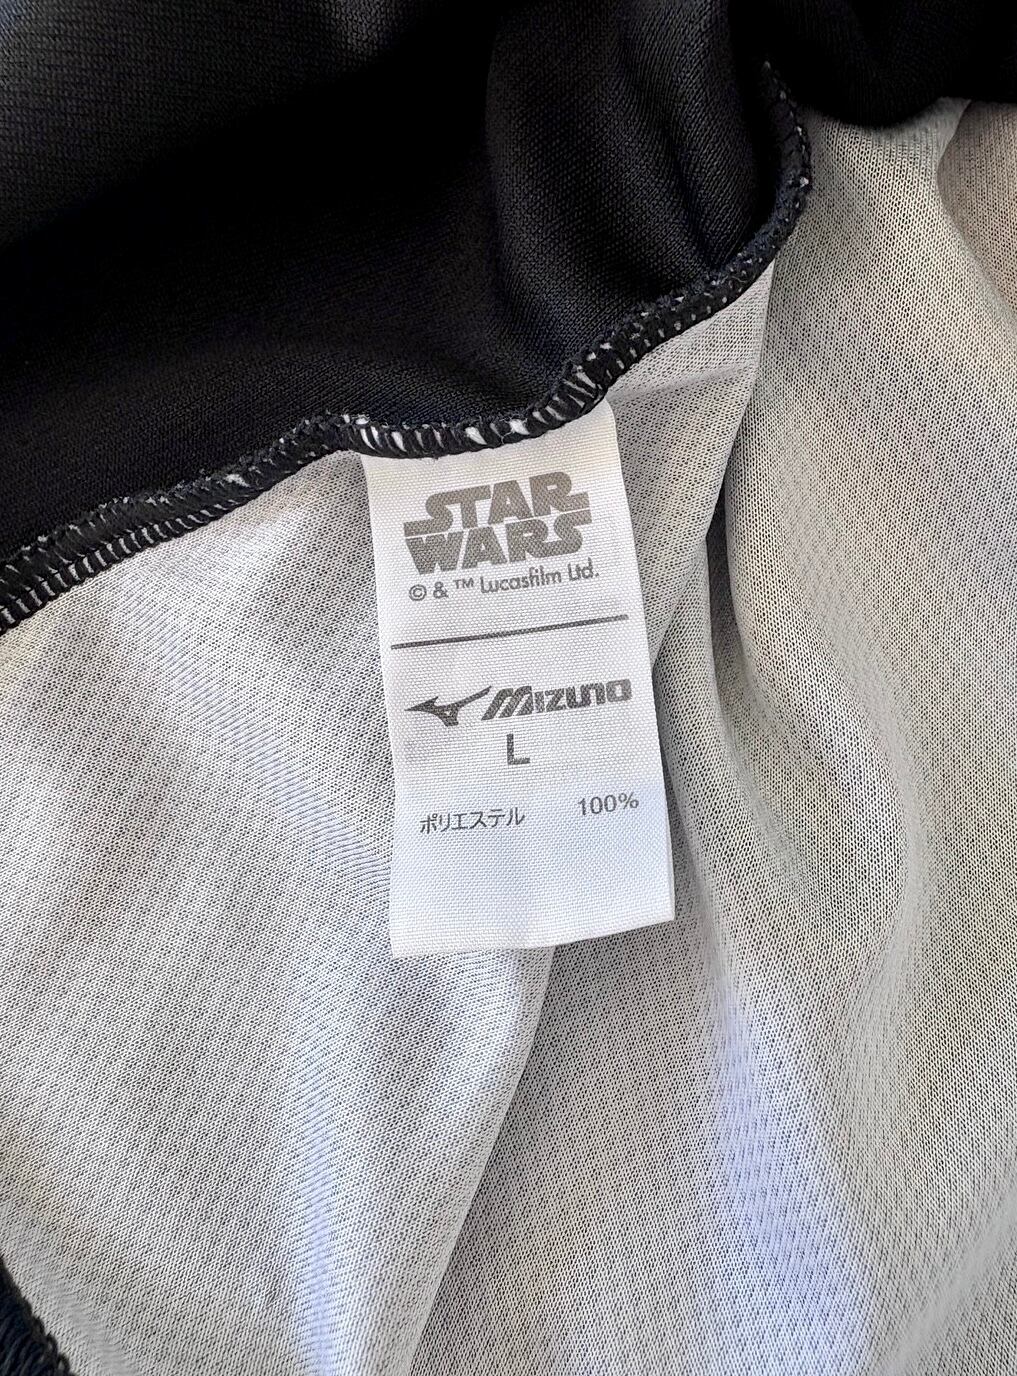 STAR
WARS
© & ™ Lucasfilm Ltd.
MIZUNO
L
ポリエステル 100%